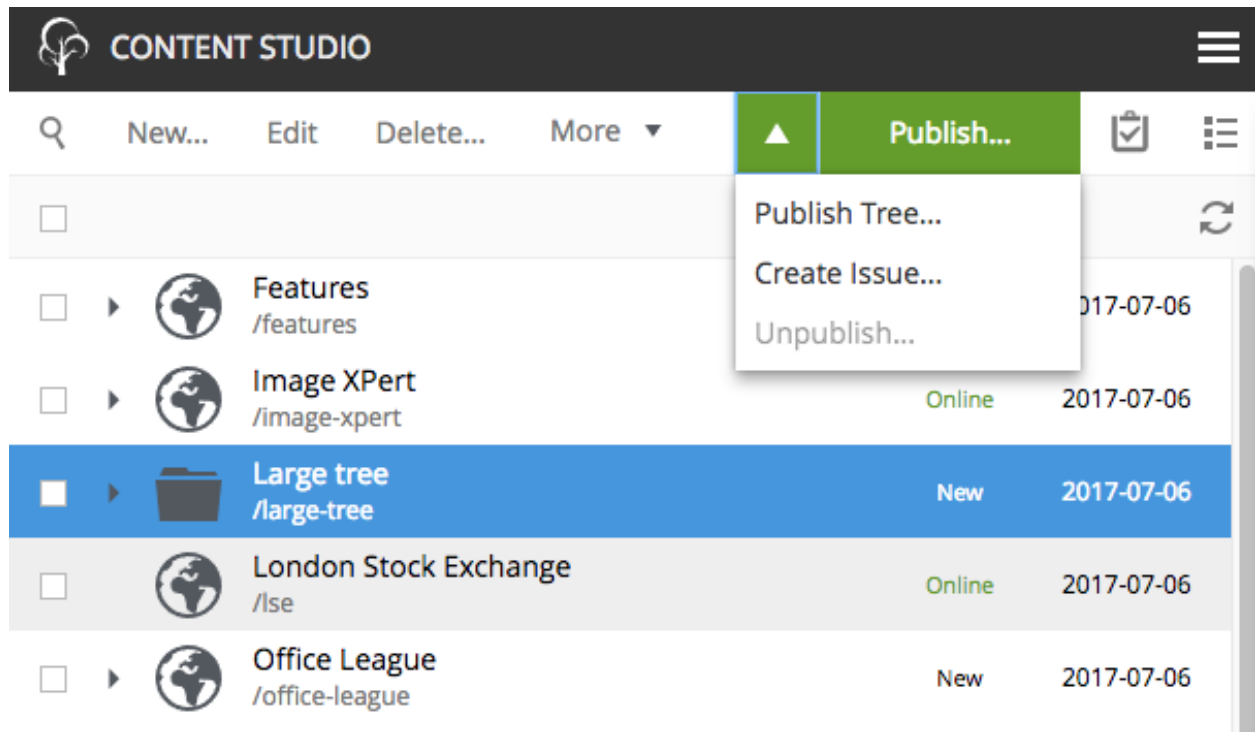 CONTENT STUDIO
New... Edit Delete... More Publish...
Publish Tree...
Create Issue...
Unpublish...
Features
/features
017-07-06
Image XPert
/image-xpert
Online 2017-07-06
Large tree
/large-tree
New 2017-07-06
London Stock Exchange
/lse
Online 2017-07-06
Office League
/office-league
New 2017-07-06